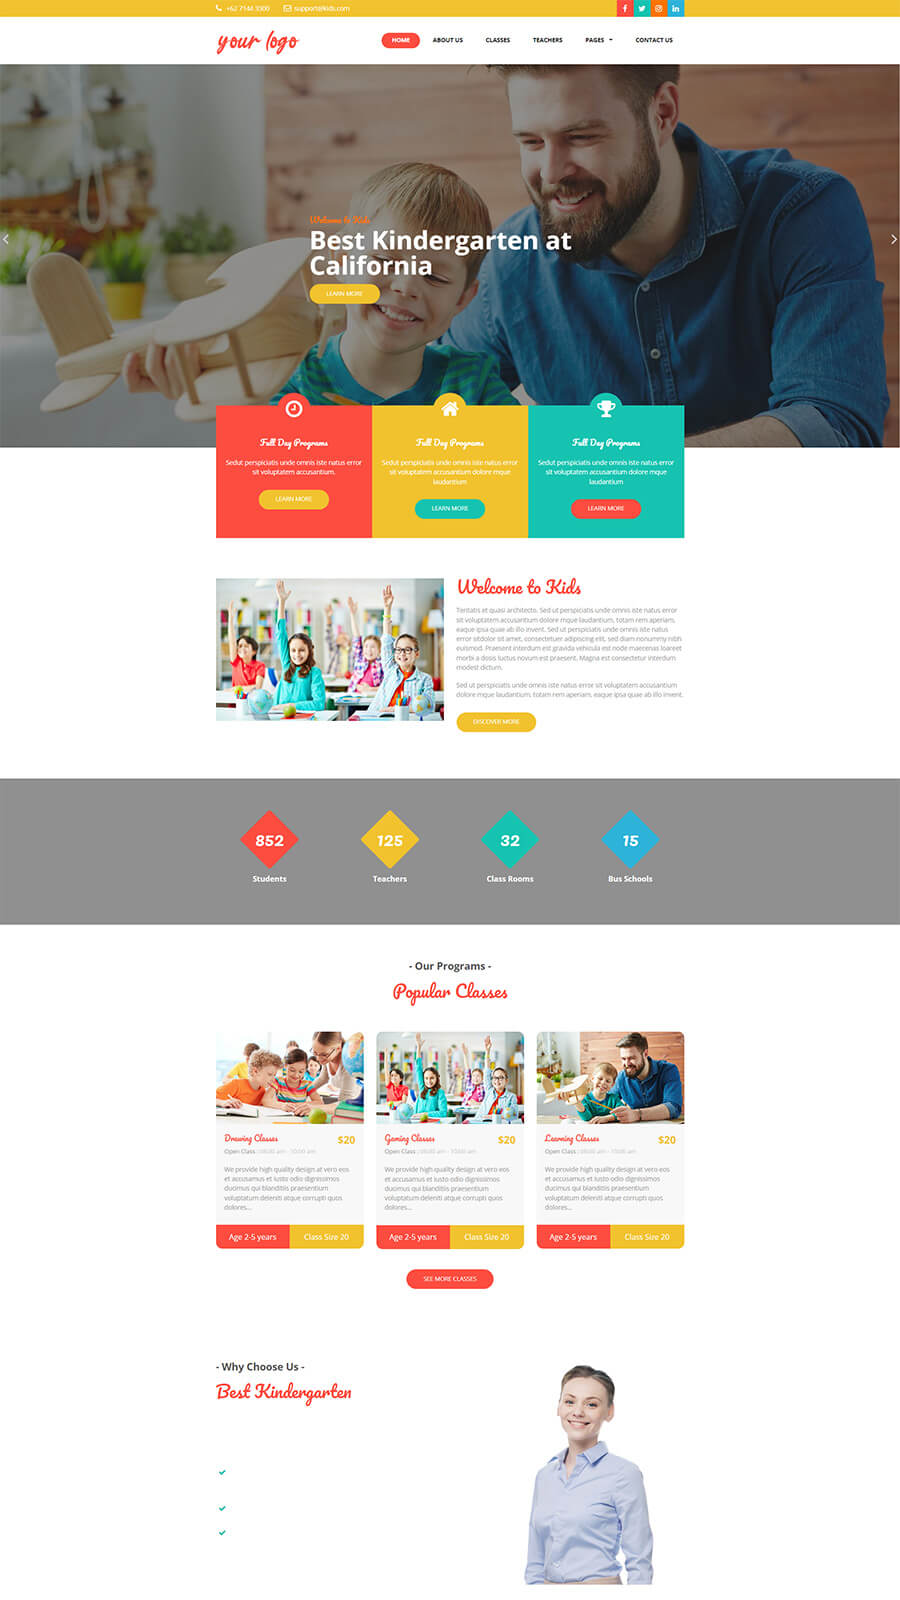 +62 7144 3300 support@kids.com
your logo
HOME ABOUT US CLASSES TEACHERS PAGES CONTACT US
Welcome to Kids
Best Kindergarten at
California
LEARN MORE
Full Day Programs
Sedut perspiciatis unde omnis iste natus error
sit voluptatem accusantium.
LEARN MORE
Full Day Programs
Sedut perspiciatis unde omnis iste natus error
sit voluptatem accusantium dolore mque
laudantium
LEARN MORE
Full Day Programs
Sedut perspiciatis unde omnis iste natus error
sit voluptatem accusantium dolore mque
laudantium
LEARN MORE
Welcome to Kids
Tentatis et quasi architecto. Sed ut perspiciatis unde omnis iste natus error
sit voluptatem accusantium dolore mque laudantium, totam rem aperiam,
eaque ipsa quae ab illo invent. Sed ut perspiciatis unde omnis iste natus
error sitdolor sit amet, consectetuer adipiscing elit, sed diam nonummy nibh
euismod. Praesent interdum est gravida vehicula est node maecenas loareet
morbi a dosis luctus novum est praesent. Magna est consectetur interdum
modest dictum.
Sed ut perspiciatis unde omnis iste natus error sit voluptatem accusantium
dolore mque laudantium, totam rem aperiam, eaque ipsa quae ab illo invent.
DISCOVER MORE
852
Students
125
Teachers
32
Class Rooms
15
Bus Schools
- Our Programs -
Popular Classes
Drawing Classes $20
Open Class : 08:00 am - 10:00 am
We provide high quality design at vero eos
et accusamus et iusto odio dignissimos
ducimus qui blanditiis praesentium
voluptatum deleniti atque corrupti quos
dolores...
Age 2-5 years Class Size 20
Gaming Classes $20
Open Class : 08:00 am - 10:00 am
We provide high quality design at vero eos
et accusamus et iusto odio dignissimos
ducimus qui blanditiis praesentium
voluptatum deleniti atque corrupti quos
dolores...
Age 2-5 years Class Size 20
Learning Classes $20
Open Class : 08:00 am - 10:00 am
We provide high quality design at vero eos
et accusamus et iusto odio dignissimos
ducimus qui blanditiis praesentium
voluptatum deleniti atque corrupti quos
dolores...
Age 2-5 years Class Size 20
SEE MORE CLASSES
- Why Choose Us -
Best Kindergarten